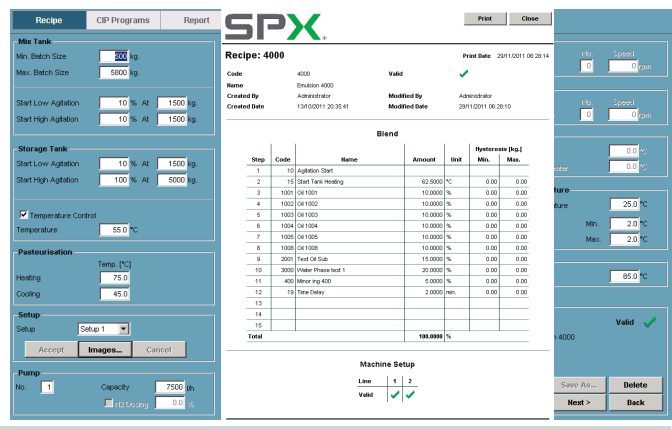 Recipe CIP Programs Report
Mix Tank
Min. Batch Size 500 kg.
Max. Batch Size 5800 kg.
Start Low Agitation 10 % At 1500 kg.
Start High Agitation 10 % At 1500 kg.
Storage Tank
Start Low Agitation 10 % At 1500 kg.
Start High Agitation 100 % At 5000 kg.
Temperature Control
Temperature 55.0 °C
Pasteurisation
Temp. [°C]
Heating 75.0
Cooling 45.0
Setup
Setup Setup 1
Accept Images... Cancel
Pump
No. 1 Capacity 7500 l/h
N2 Dosing 0.0 %
SPX
Print Close
Recipe: 4000
Print Date 29/11/2011 06:28:14
Code 4000 Valid
Name Emulsion 4000
Created By Administrator Modified By Administrator
Created Date 13/10/2011 20:35:41 Modified Date 29/11/2011 06:28:10
Blend
Hysteresis [kg.]
Step Code Name Amount Unit Min. Max.
1 10 Agitation Start
2 15 Start Tank Heating 62.5000 °C 0.00 0.00
3 1001 Oil 1001 10.0000 % 0.00 0.00
4 1002 Oil 1002 10.0000 % 0.00 0.00
5 1003 Oil 1003 10.0000 % 0.00 0.00
6 1004 Oil 1004 10.0000 % 0.00 0.00
7 1005 Oil 1005 10.0000 % 0.00 0.00
8 1008 Oil 1008 10.0000 % 0.00 0.00
9 2001 Test Oil Sub 15.0000 % 0.00 0.00
10 3000 Water Phase test 1 20.0000 % 0.00 0.00
11 400 Minor ing 400 5.0000 % 0.00 0.00
12 19 Time Delay 2.0000 min. 0.00 0.00
13
14
15
Total 100.0000 %
Machine Setup
Line 1 2
Valid
No. Speed
0 0 rpm
No. Speed
0 0 rpm
0.0 °C
eater 0.0 °C
ture
ture 25.0 °C
Min. 2.0 °C
Max. 2.0 °C
85.0 °C
Valid
n 4000
Save As... Delete
Next > Back